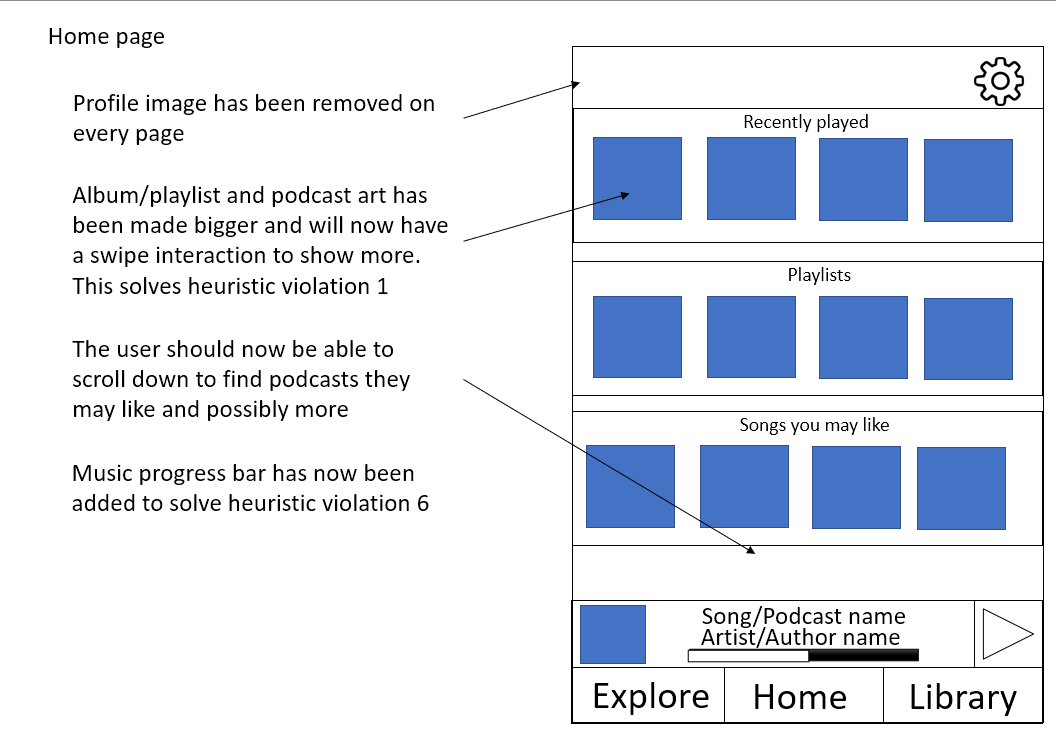 Home page
Profile image has been removed on
every page
Album/playlist and podcast art has
been made bigger and will now have
a swipe interaction to show more.
This solves heuristic violation 1
The user should now be able to
scroll down to find podcasts they
may like and possibly more
Music progress bar has now been
added to solve heuristic violation 6
Recently played
Playlists
Songs you may like
Song/Podcast name
Artist/Author name
Explore
Home
Library